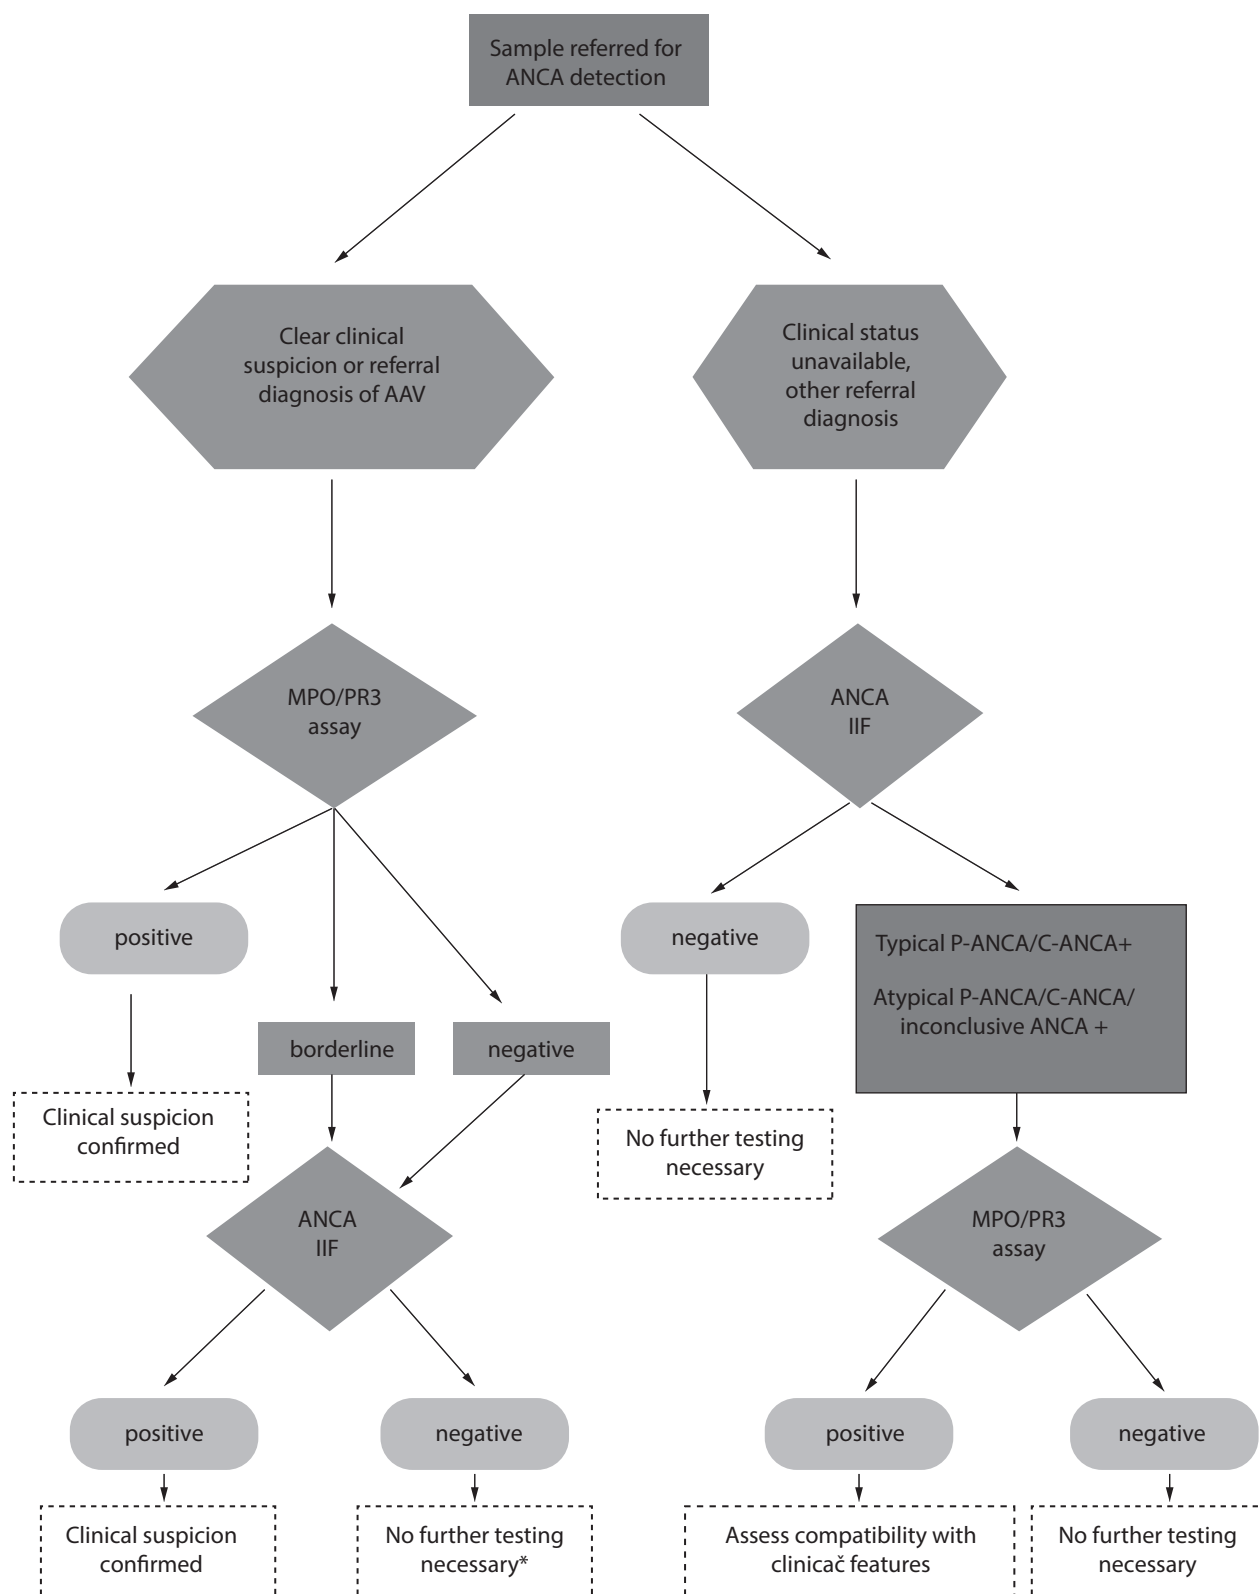 Sample referred for
ANCA detection
Clear clinical
suspicion or referral
diagnosis of AAV
Clinical status
unavailable,
other referral
diagnosis
MPO/PR3
assay
ANCA
IIF
positive
negative
Typical P-ANCA/C-ANCA+
Atypical P-ANCA/C-ANCA/
inconclusive ANCA +
borderline
negative
Clinical suspicion
confirmed
No further testing
necessary
ANCA
IIF
MPO/PR3
assay
positive
negative
positive
negative
Clinical suspicion
confirmed
No further testing
necessary*
Assess compatibility with
clinicač features
No further testing
necessary